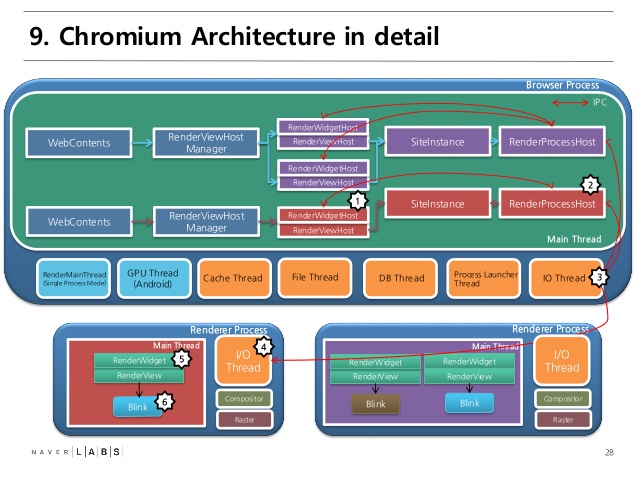 9. Chromium Architecture in detail
Browser Process
IPC
WebContents
RenderViewHost
Manager
RenderWidgetHost
RenderViewHost
RenderWidgetHost
RenderViewHost
SiteInstance
RenderProcessHost
WebContents
RenderViewHost
Manager
1
RenderWidgetHost
RenderViewHost
SiteInstance
2
RenderProcessHost
Main Thread
RenderMainThread
(Single Process Mode)
GPU Thread
(Android)
Cache Thread
File Thread
DB Thread
Process Launcher
Thread
IO Thread
3
Renderer Process
Main Thread
RenderWidget
5
RenderView
Blink
6
I/O
Thread
4
Compositor
Raster
Renderer Process
Main Thread
RenderWidget
RenderView
Blink
RenderWidget
RenderView
Blink
I/O
Thread
Compositor
Raster
NAVER LABS
28